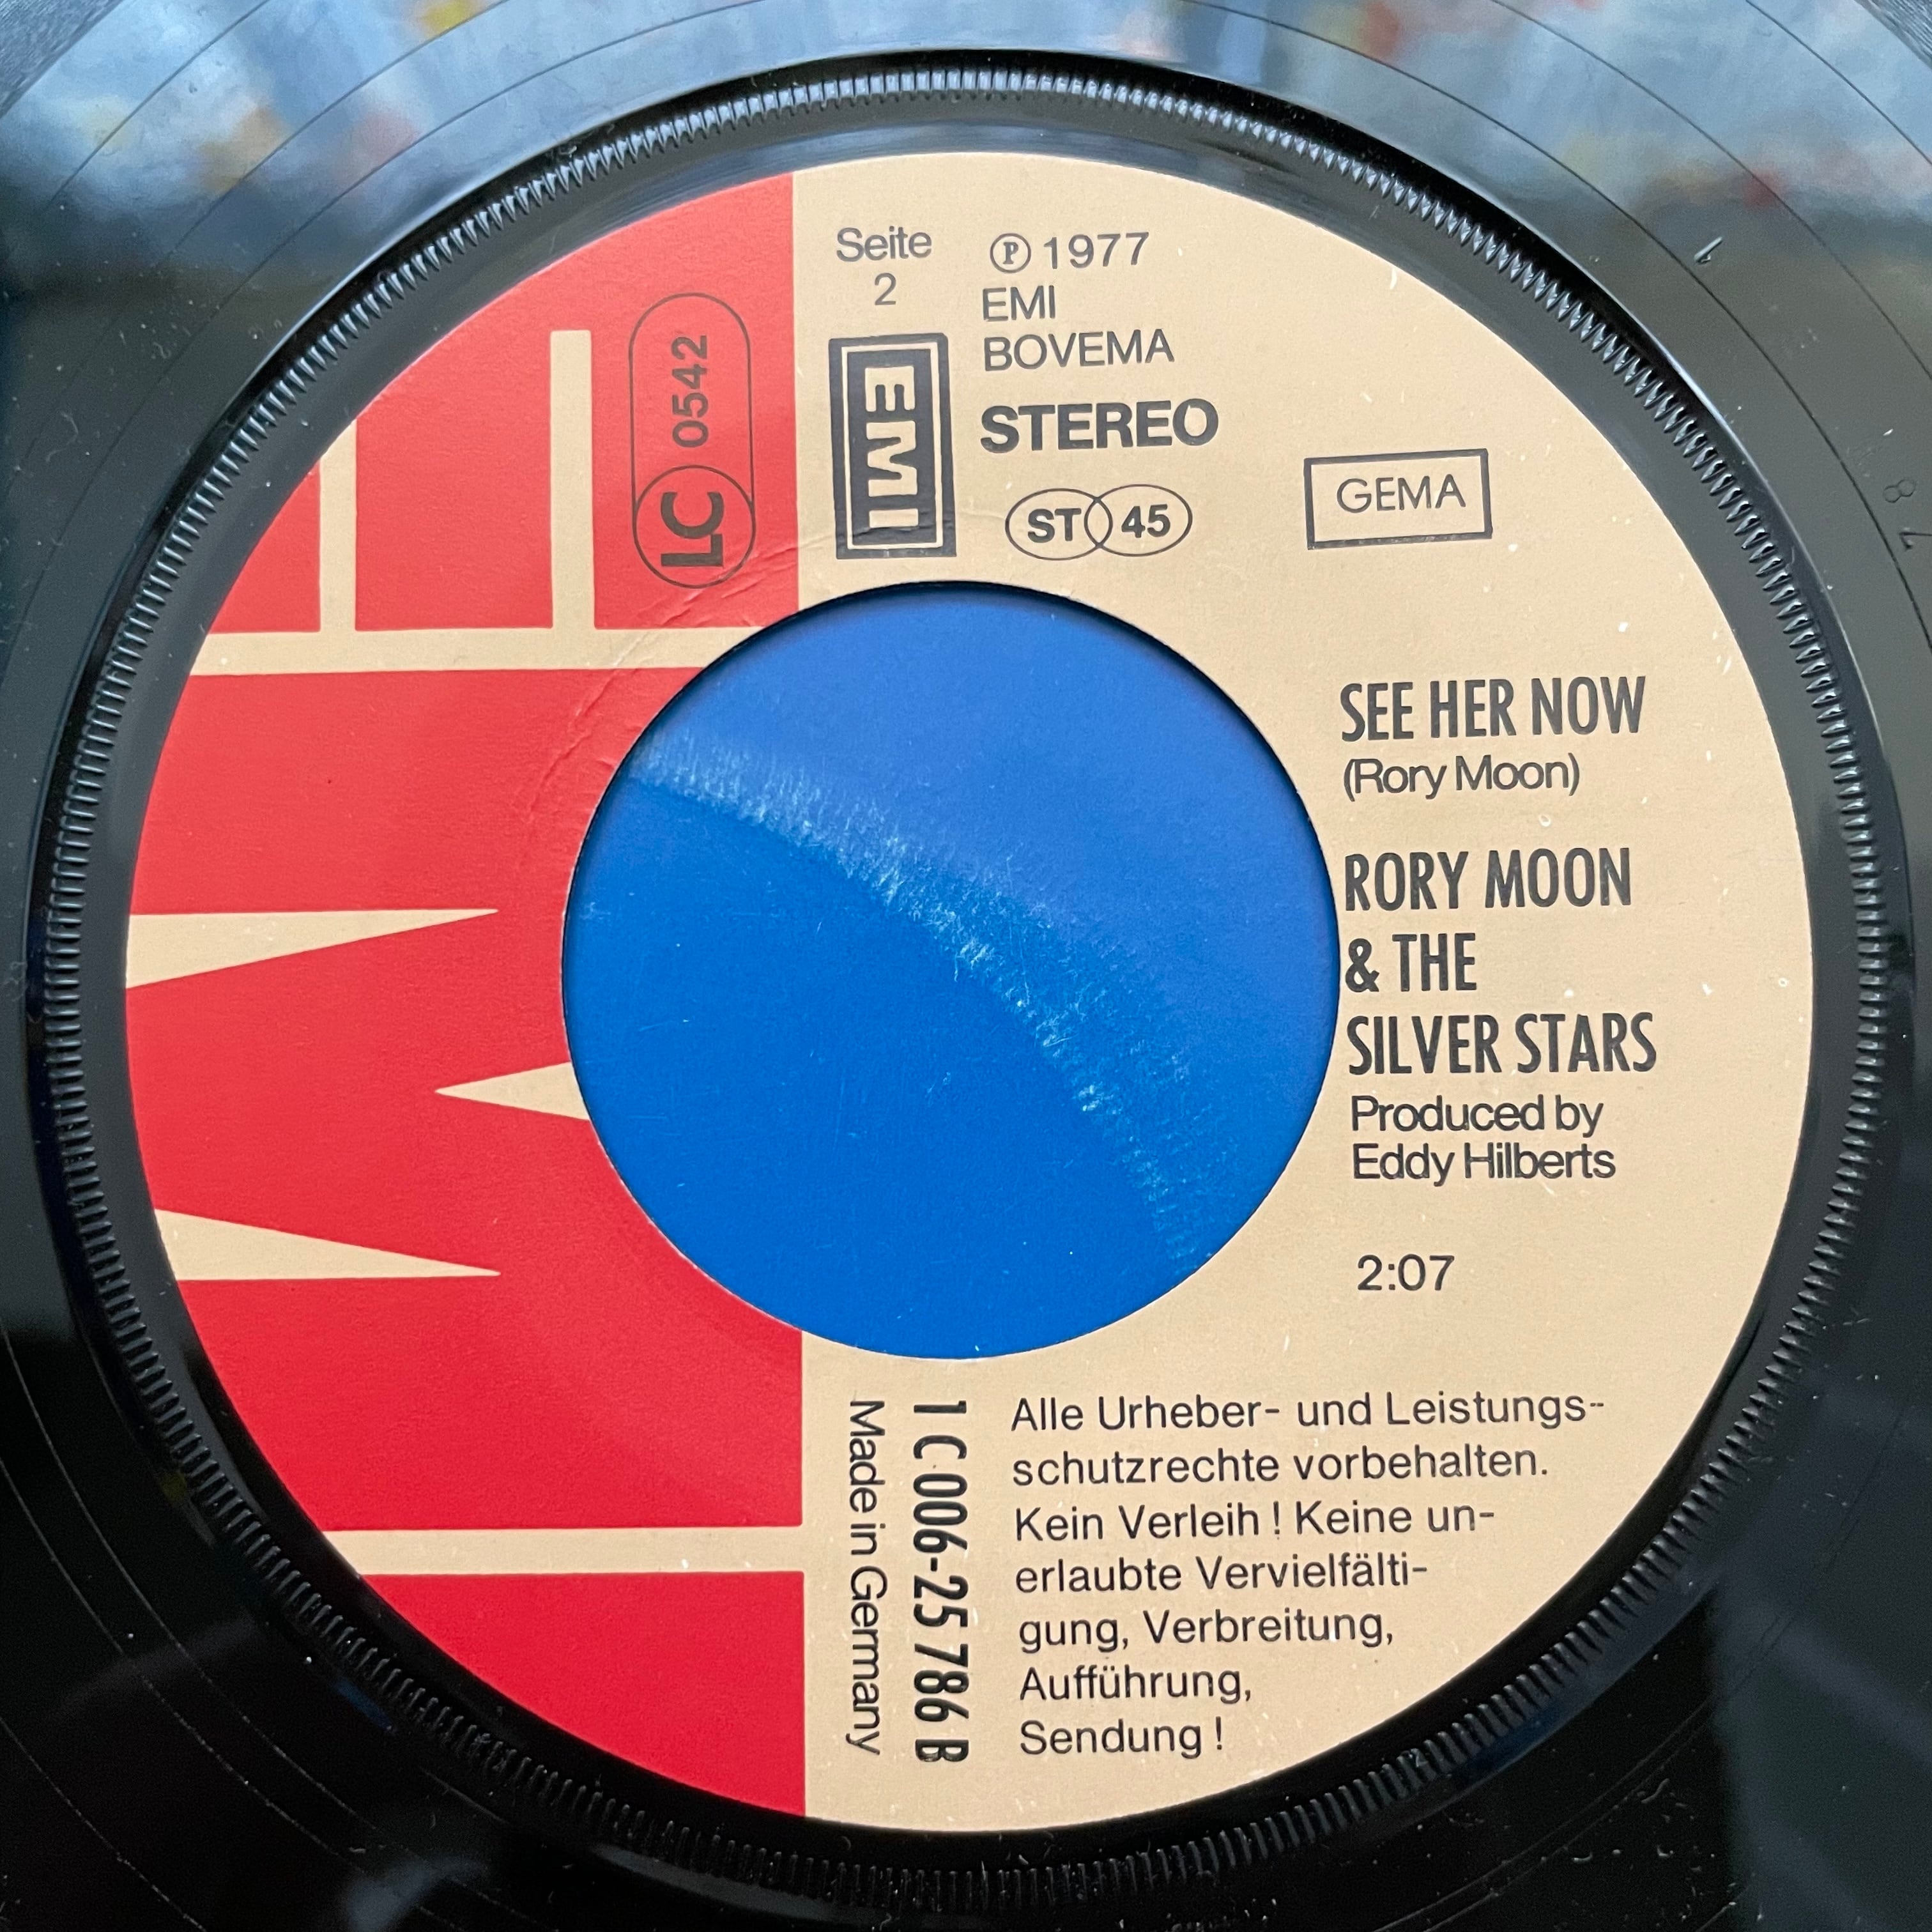 Seite
2
℗ 1977
EMI
BOVEMA
STEREO
ST 45
EMI
LC 0542
GEMA
SEE HER NOW
(Rory Moon)
RORY MOON
& THE
SILVER STARS
Produced by
Eddy Hilberts
2:07
1 C 006-25 786 B
Made in Germany
Alle Urheber- und Leistungs-
schutzrechte vorbehalten.
Kein Verleih! Keine un-
erlaubte Vervielfälti-
gung, Verbreitung,
Aufführung,
Sendung!